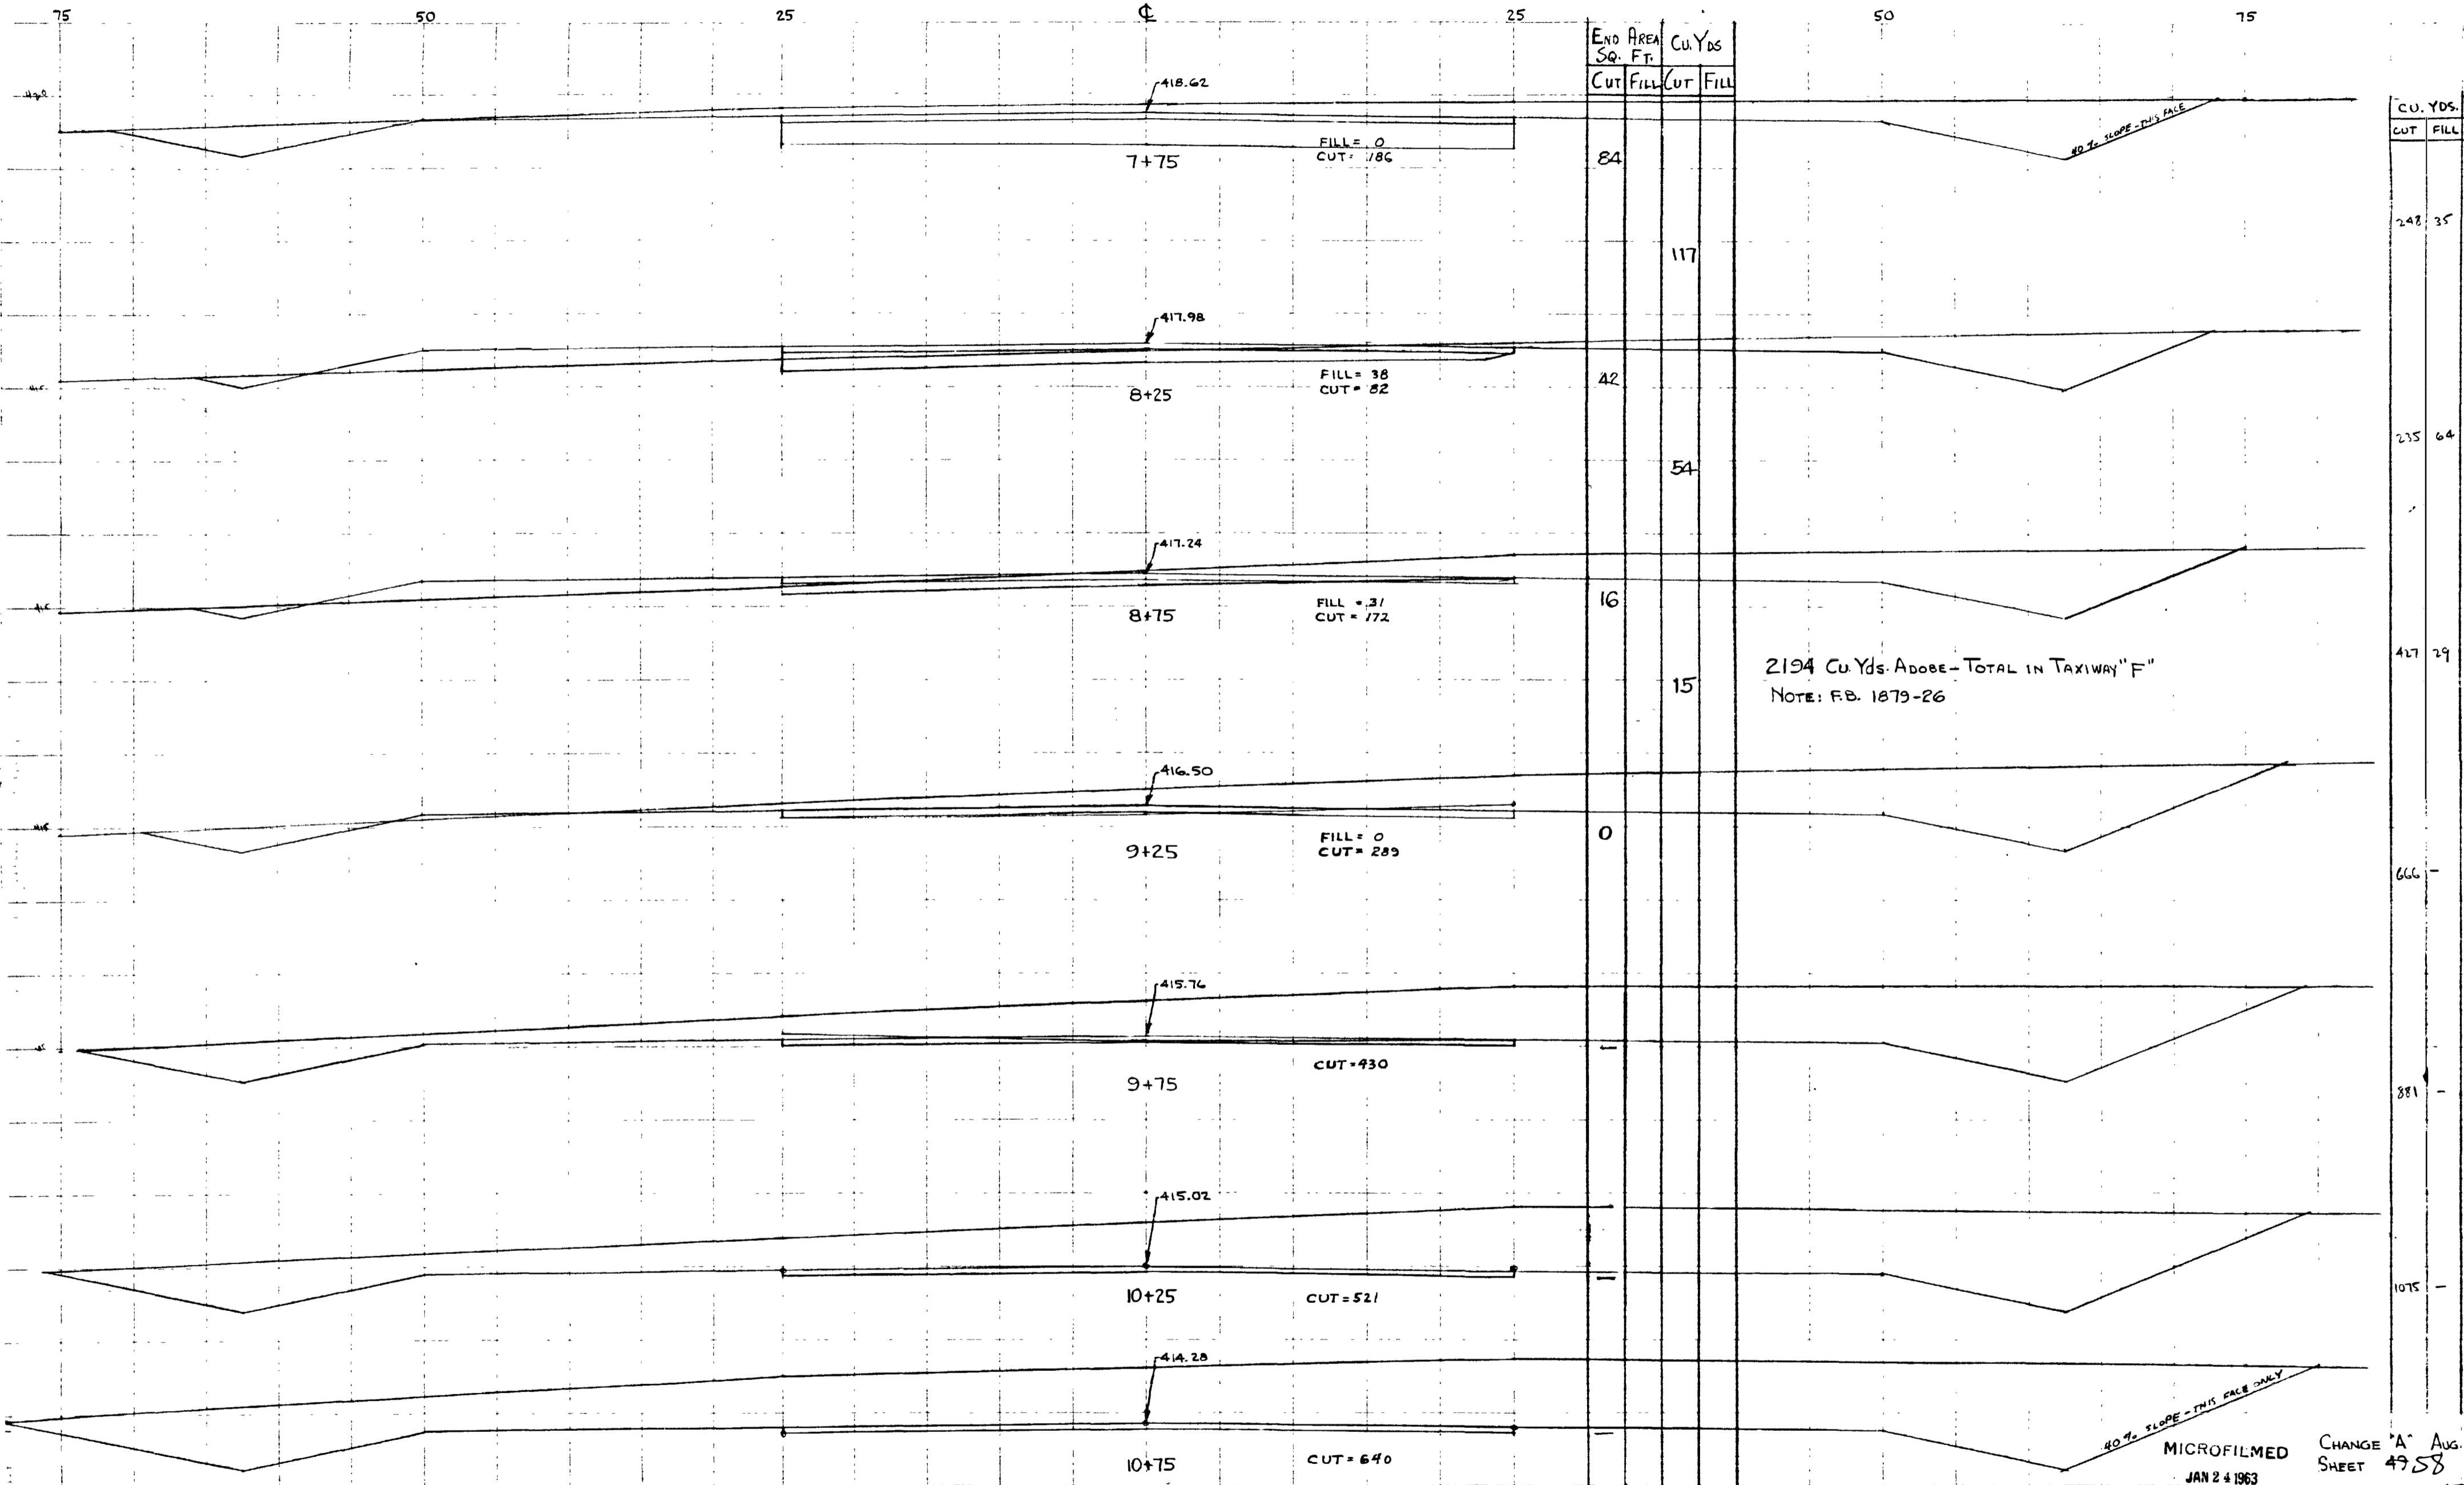 75 50 25 ℄ 25 50 75
END AREA SQ. FT. CU. YDS
CUT FILL CUT FILL
CU. YDS.
CUT FILL
420
418.62
40% SLOPE-THIS FACE
FILL = 0
CUT = 186
7+75
84
248 35
117
417.98
415
FILL = 38
CUT = 82
8+25
42
235 64
54
417.24
415
FILL = 31
CUT = 172
8+75
16
427 29
2194 CU. YDS. ADOBE-TOTAL IN TAXIWAY "F"
NOTE: F.B. 1879-26
15
416.50
415
FILL = 0
CUT = 289
9+25
0
666 -
415.76
CUT=430
9+75
-
881 -
415.02
10+25
CUT=521
-
1075 -
414.28
10+75
CUT=640
-
40% SLOPE-THIS FACE ONLY
MICROFILMED
JAN 24 1963
CHANGE "A" AUG.
SHEET 58